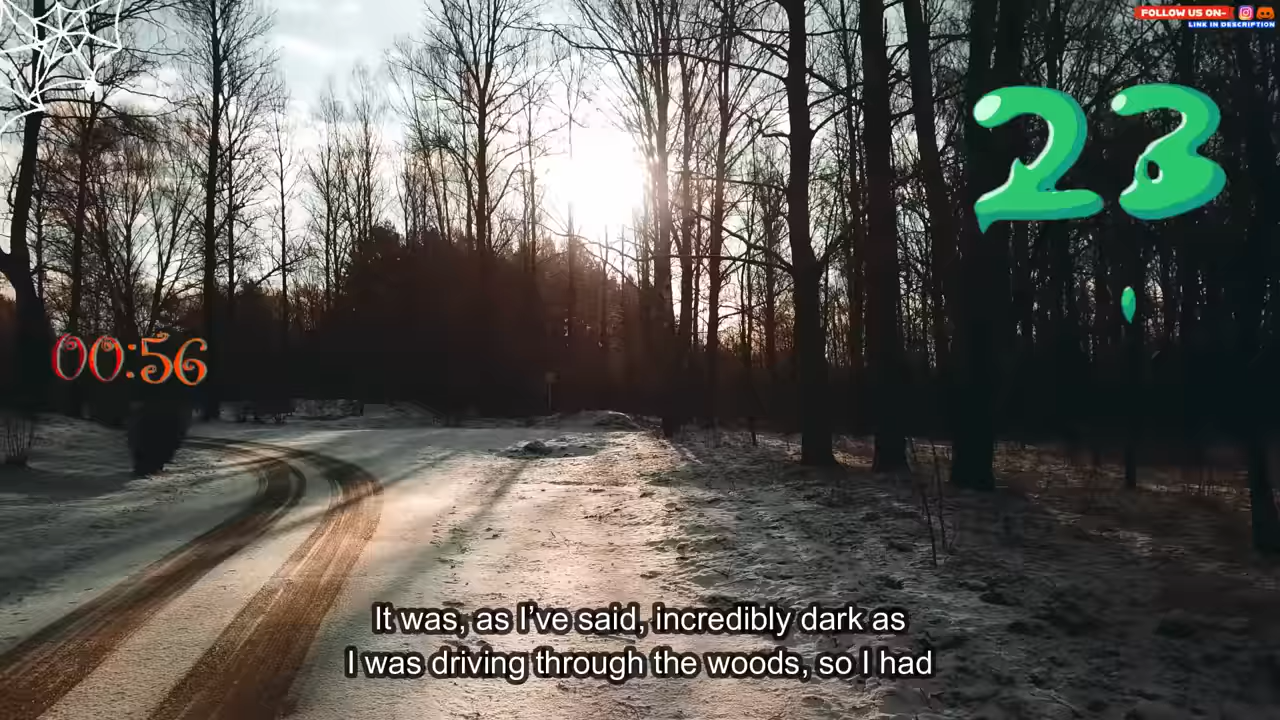 FOLLOW US ON-
LINK IN DESCRIPTION
23
00:56
It was, as I’ve said, incredibly dark as
I was driving through the woods, so I had